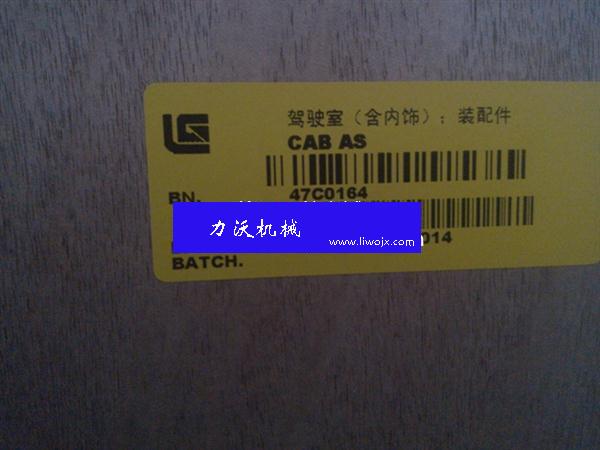 驾驶室（含内饰）：装配件
CAB AS
BN. 47C0164
力沃机械
www.liwojx.com
014
BATCH.